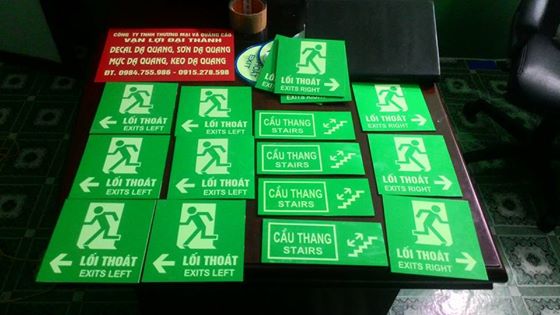 CÔNG TY TNHH THƯƠNG MẠI VÀ QUẢNG CÁO
VẠN LỢI ĐẠI THÀNH
DECAL DẠ QUANG, SƠN DẠ QUANG
MỰC DẠ QUANG, KEO DẠ QUANG
ĐT. 0984.755.986 - 0915.278.598
LỐI THOÁT
EXITS RIGHT
LỐI THOÁT
EXITS LEFT
LỐI THOÁT
EXITS LEFT
CẦU THANG
STAIRS
LỐI THOÁT
EXITS RIGHT
LỐI THOÁT
EXITS LEFT
LỐI THOÁT
EXITS LEFT
CẦU THANG
STAIRS
LỐI THOÁT
EXITS RIGHT
CẦU THANG
STAIRS
LỐI THOÁT
EXITS LEFT
LỐI THOÁT
EXITS LEFT
CẦU THANG
STAIRS
LỐI THOÁT
EXITS RIGHT